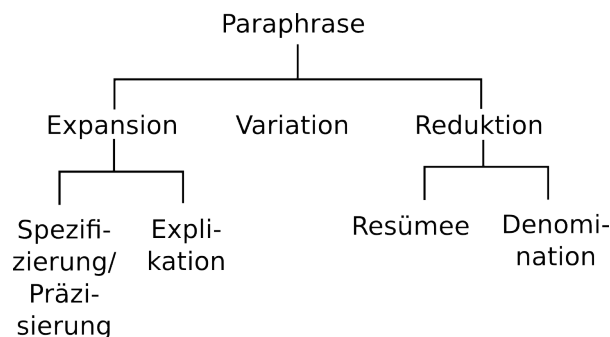 Paraphrase
Expansion Variation Reduktion
Spezifi-
zierung/
Präzi-
sierung
Expli-
kation
Resümee
Denomi-
nation